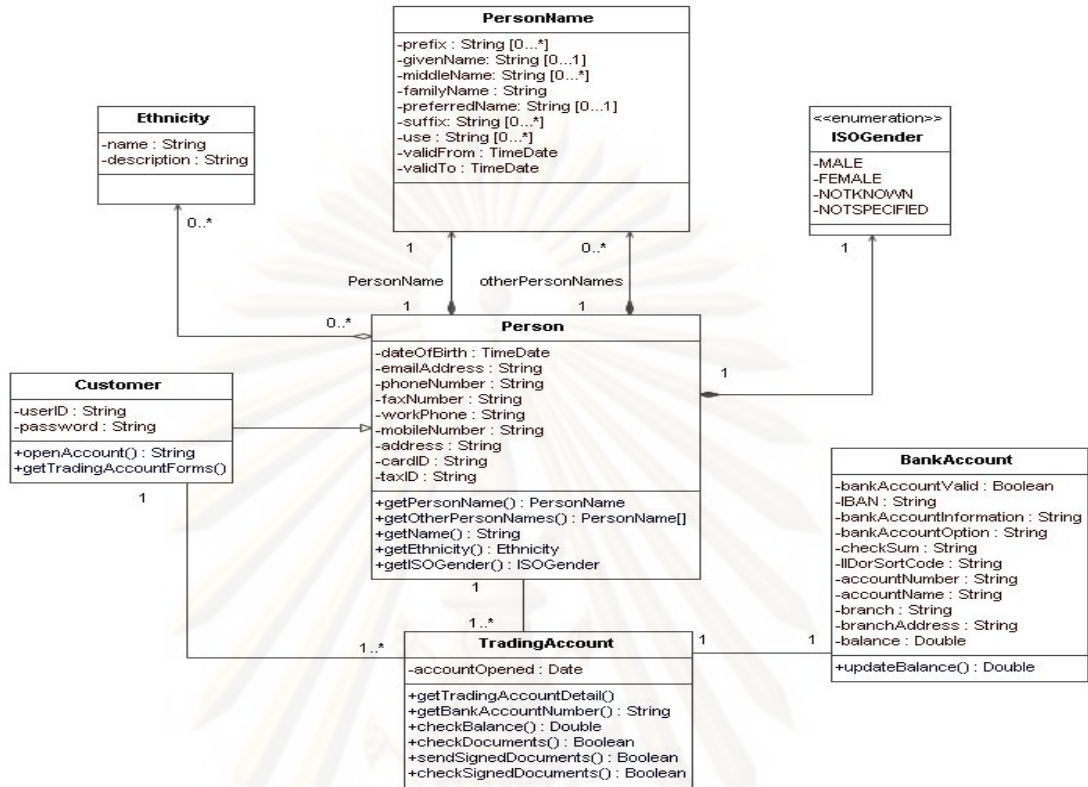 PersonName
-prefix : String [0...*]
-givenName: String [0...1]
-middleName: String [0...*]
-familyName : String
-preferredName: String [0...1]
-suffix: String [0...*]
-use : String [0...*]
-validFrom : TimeDate
-validTo : TimeDate
Ethnicity
-name : String
-description : String
<<enumeration>>
ISOGender
-MALE
-FEMALE
-NOTKNOWN
-NOTSPECIFIED
0..*
1
0..*
1
PersonName
otherPersonNames
1
1
0..*
Person
-dateOfBirth : TimeDate
-emailAddress : String
-phoneNumber : String
-faxNumber : String
-workPhone : String
-mobileNumber : String
-address : String
-cardID : String
-taxID : String
+getPersonName() : PersonName
+getOtherPersonNames() : PersonName[]
+getName() : String
+getEthnicity() : Ethnicity
+getISOGender() : ISOGender
1
Customer
-userID : String
-password : String
+openAccount() : String
+getTradingAccountForms()
1
BankAccount
-bankAccountValid : Boolean
-IBAN : String
-bankAccountInformation : String
-bankAccountOption : String
-checkSum : String
-IIDorSortCode : String
-accountNumber : String
-accountName : String
-branch : String
-branchAddress : String
-balance : Double
+updateBalance() : Double
1
1..*
1..*
1
1
TradingAccount
-accountOpened : Date
+getTradingAccountDetail()
+getBankAccountNumber() : String
+checkBalance() : Double
+checkDocuments() : Boolean
+sendSignedDocuments() : Boolean
+checkSignedDocuments() : Boolean